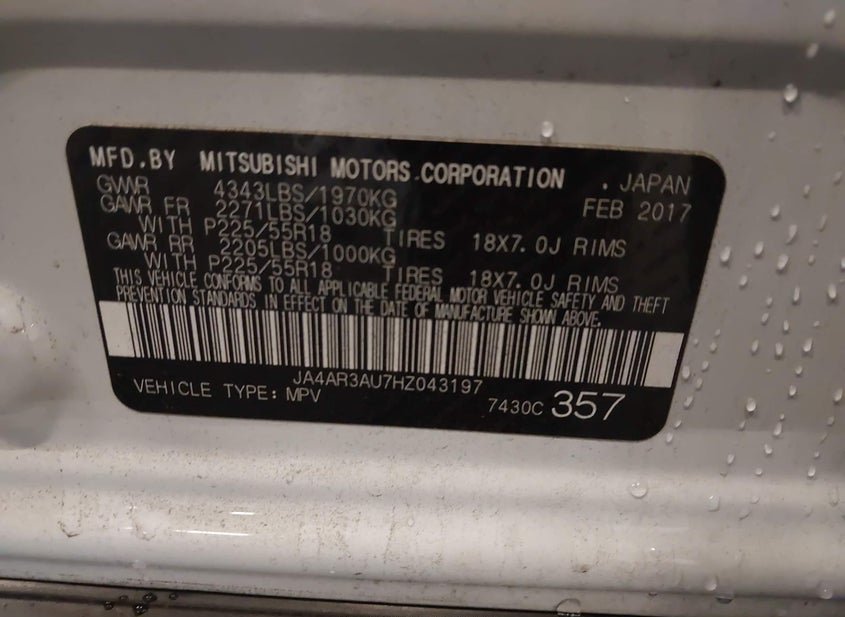 MFD.BY MITSUBISHI MOTORS CORPORATION . JAPAN
GVWR 4343LBS/1970KG FEB 2017
GAWR FR 2271LBS/1030KG
WITH P225/55R18 TIRES 18X7.0J RIMS
GAWR RR 2205LBS/1000KG
WITH P225/55R18 TIRES 18X7.0J RIMS
THIS VEHICLE CONFORMS TO ALL APPLICABLE FEDERAL MOTOR VEHICLE SAFETY AND THEFT
PREVENTION STANDARDS IN EFFECT ON THE DATE OF MANUFACTURE SHOWN ABOVE.
JA4AR3AU7HZ043197
VEHICLE TYPE: MPV 7430C 357